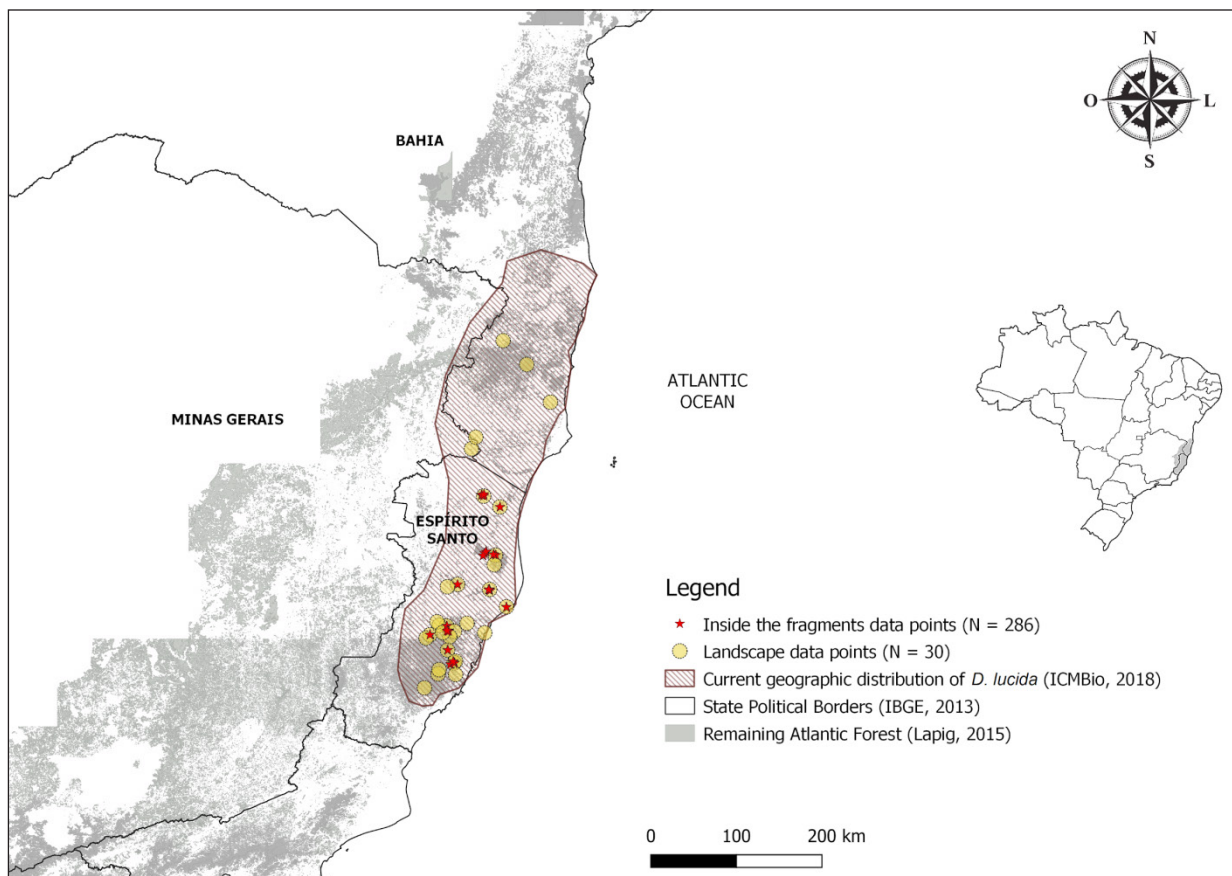 N
O
L
S
BAHIA
ATLANTIC
OCEAN
MINAS GERAIS
ESPÍRITO
SANTO
Legend
Inside the fragments data points (N = 286)
Landscape data points (N = 30)
Current geographic distribution of D. lucida (ICMBio, 2018)
State Political Borders (IBGE, 2013)
Remaining Atlantic Forest (Lapig, 2015)
0 100 200 km